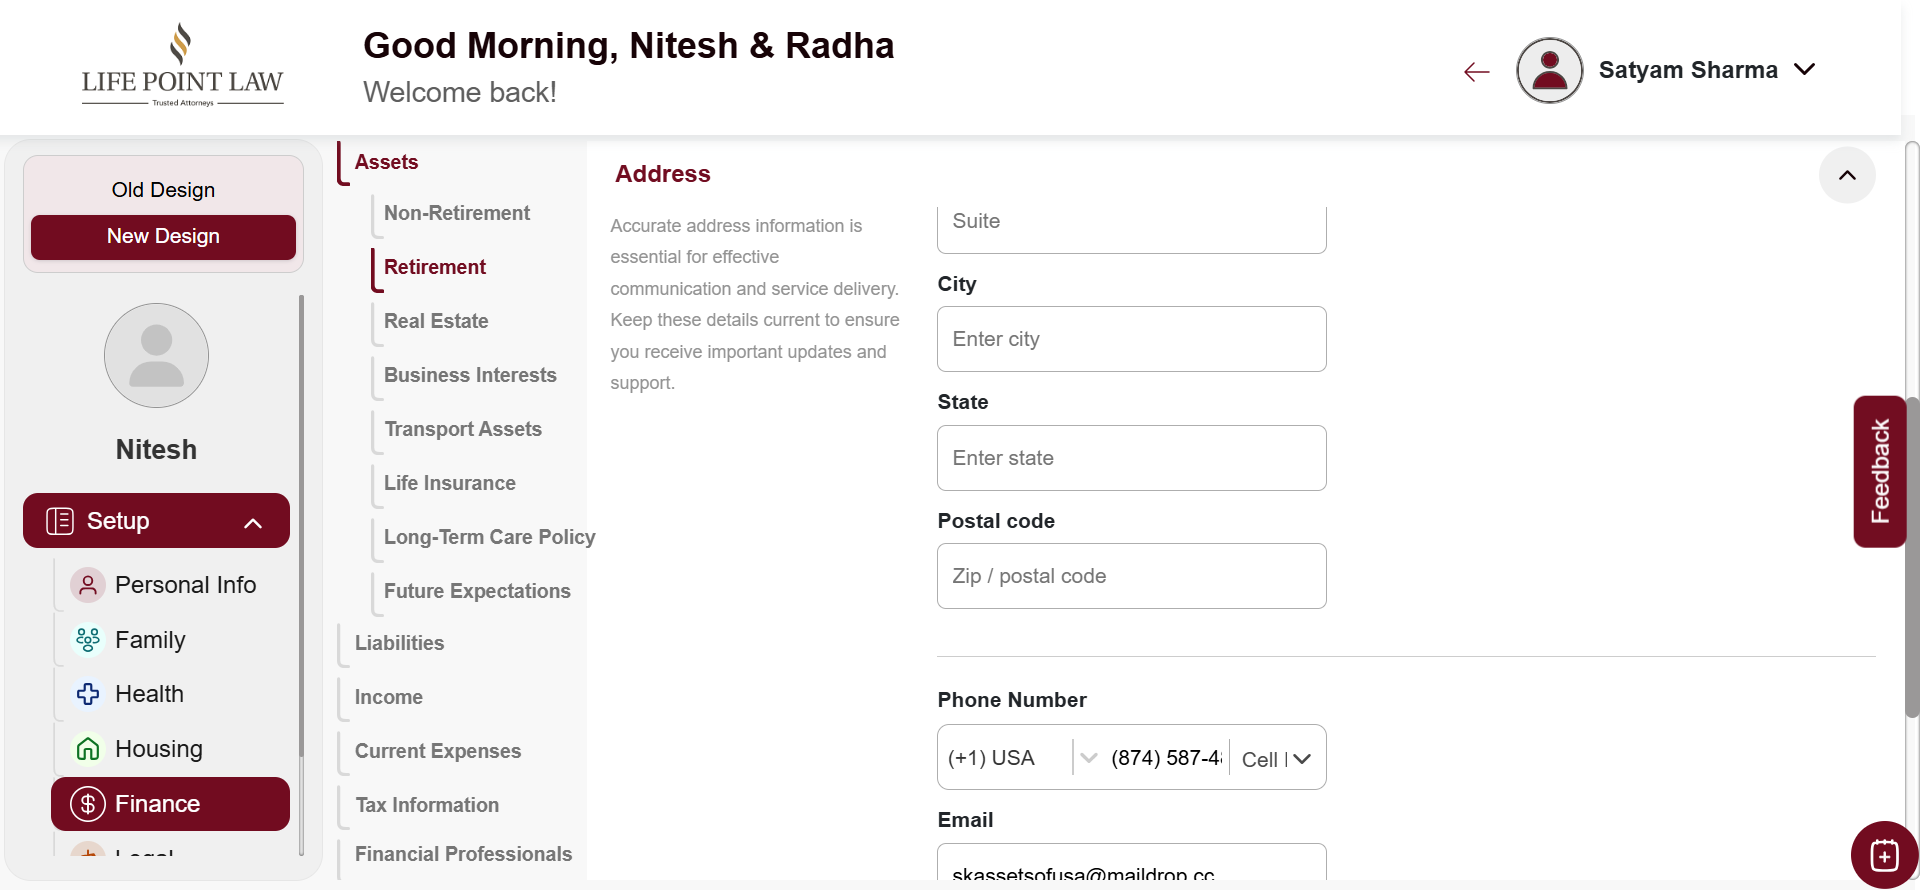 LIFE POINT LAW
Trusted Attorneys
Good Morning, Nitesh & Radha
Welcome back!
Satyam Sharma
Old Design
New Design
Nitesh
Setup
Personal Info
Family
Health
Housing
Finance
Legal
Assets
Non-Retirement
Retirement
Real Estate
Business Interests
Transport Assets
Life Insurance
Long-Term Care Policy
Future Expectations
Liabilities
Income
Current Expenses
Tax Information
Financial Professionals
Address
Accurate address information is
essential for effective
communication and service delivery.
Keep these details current to ensure
you receive important updates and
support.
Suite
City
Enter city
State
Enter state
Postal code
Zip / postal code
Phone Number
(+1) USA
(874) 587-48
Cell
Email
skassetsofusa@maildrop.cc
Feedback